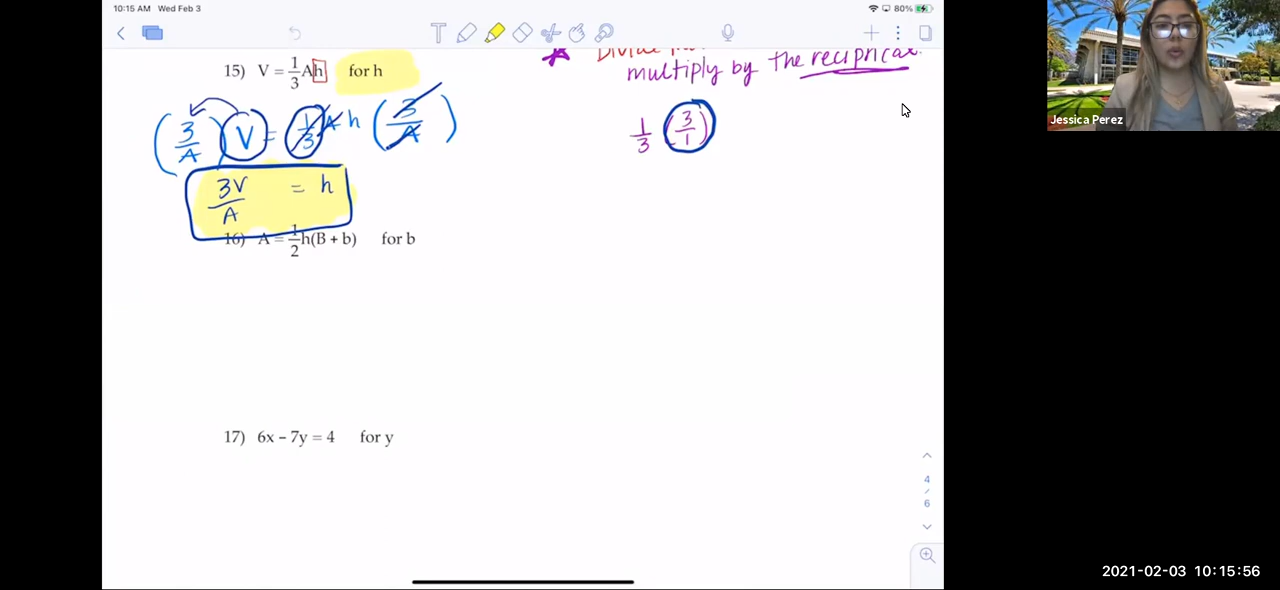 10:15 AM Wed Feb 3
80%
15) V = 1/3 Ah for h
Divide
multiply by the reciprical
(3/A) V = 1/3 A h (3/A)
1/3 (3/1)
3V/A = h
16) A = 1/2 h(B + b) for b
17) 6x – 7y = 4 for y
4
/
6
Jessica Perez
2021-02-03 10:15:56